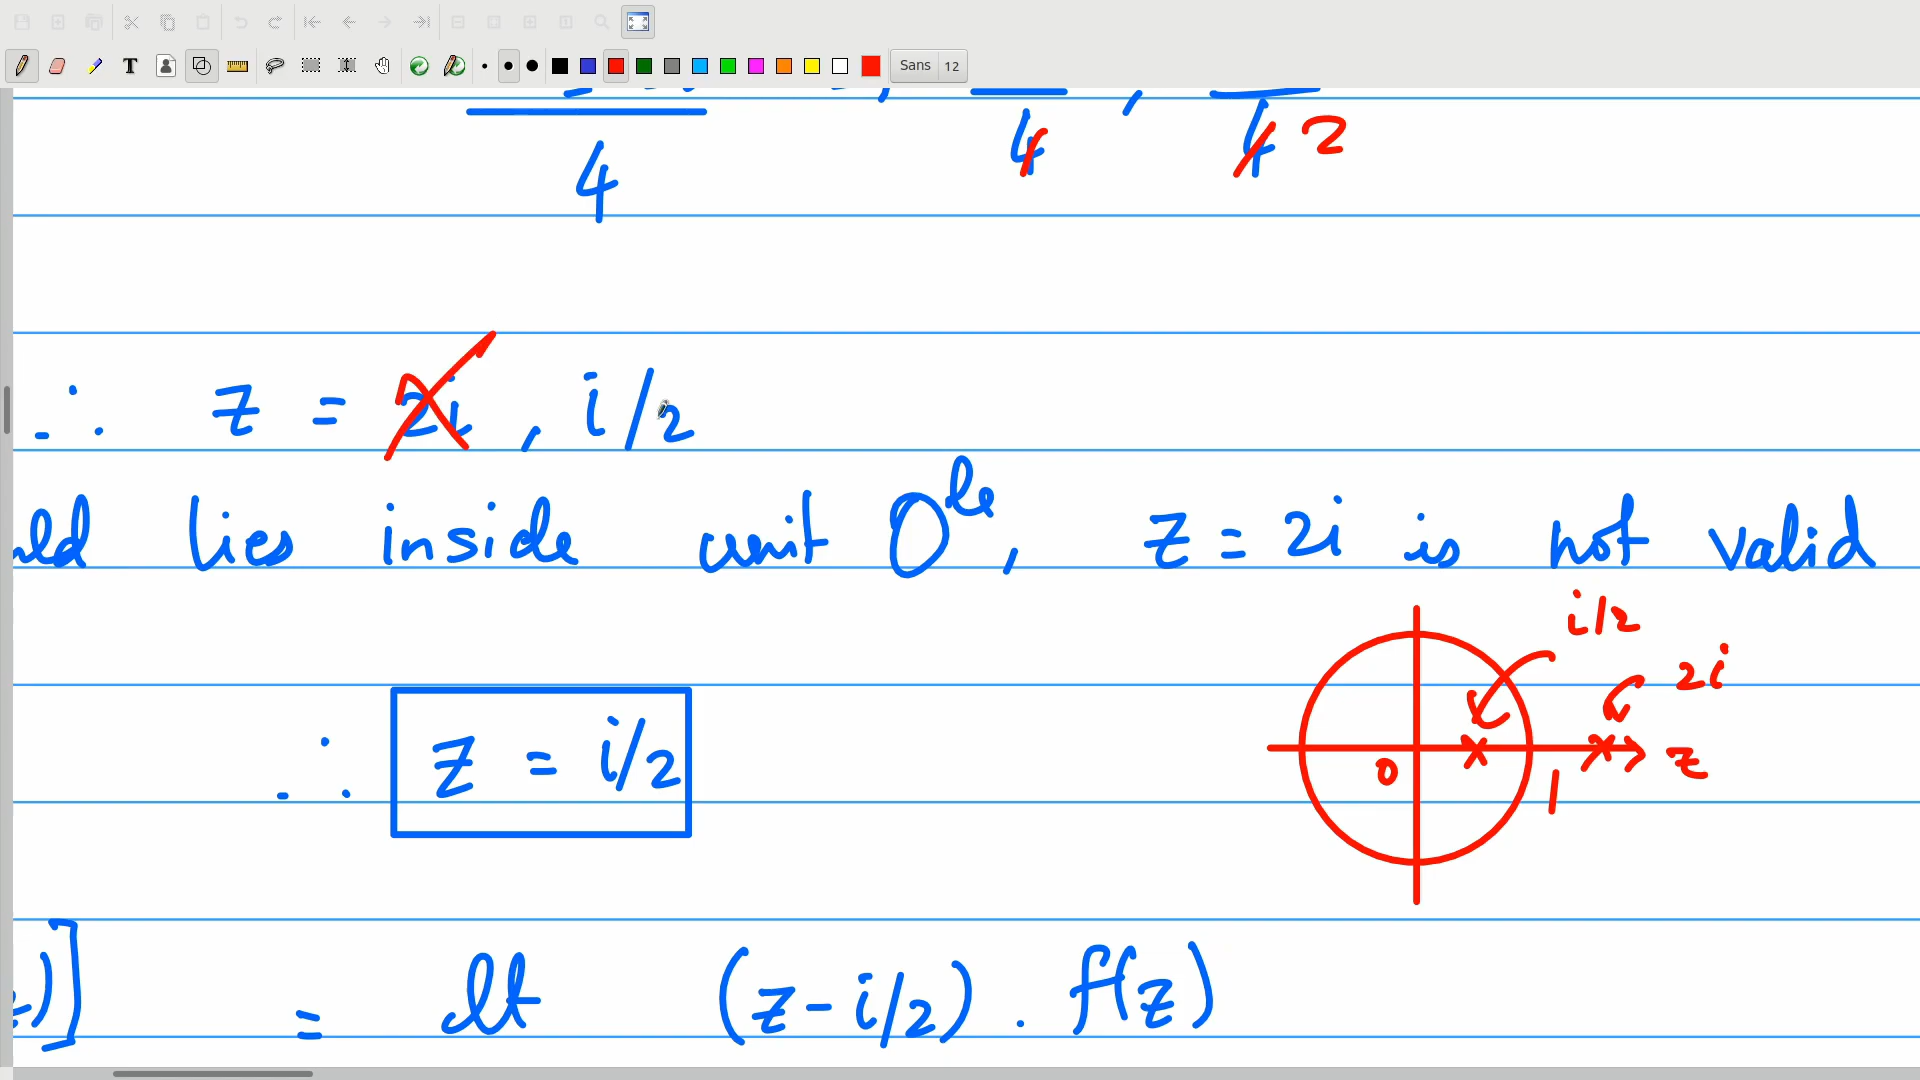 Sans 12
4 , 4 , 4 2
∴ z = 2i , i/2
lies inside unit O^le , z = 2i is not valid
i/2
2i
∴ z = i/2
0 1 z
)] = lt (z - i/2) . f(z)